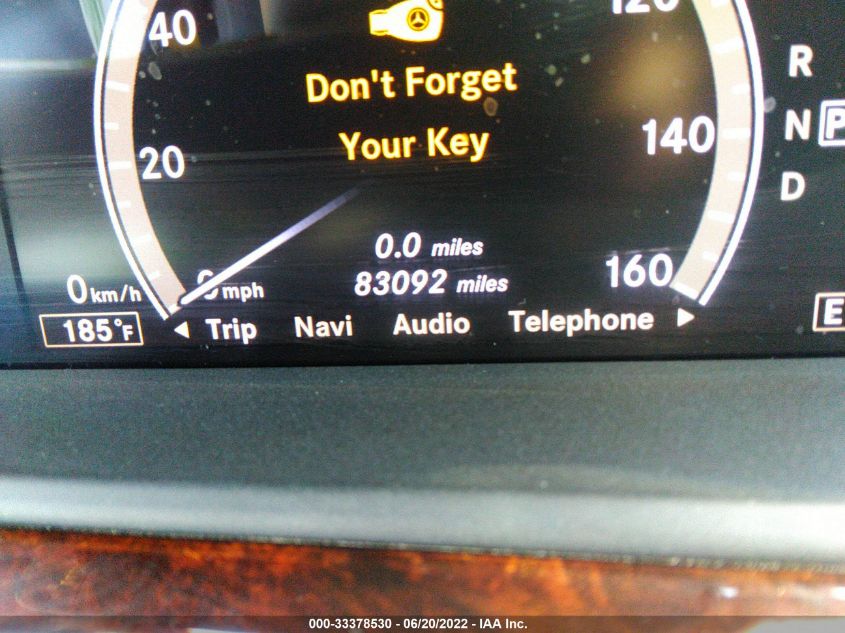 40
120
Don't Forget
R
Your Key
140
N P
20
D
0.0 miles
83092 miles
160
0 km/h
0 mph
185°F
Trip Navi Audio Telephone
E
000-33378530 - 06/20/2022 - IAA Inc.